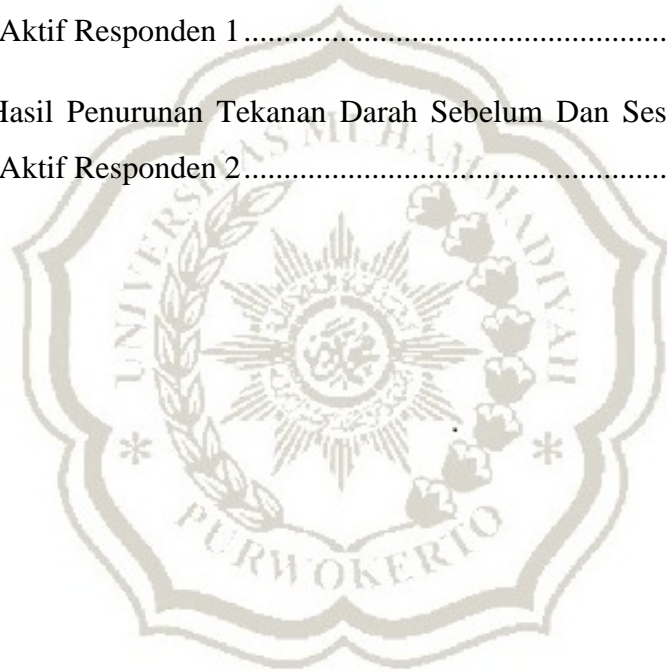 Aktif Responden 1.....................................................
Hasil Penurunan Tekanan Darah Sebelum Dan Ses
Aktif Responden 2.....................................................
UNIVERSITAS MUHAMMADIYAH
* PURWOKERTO *